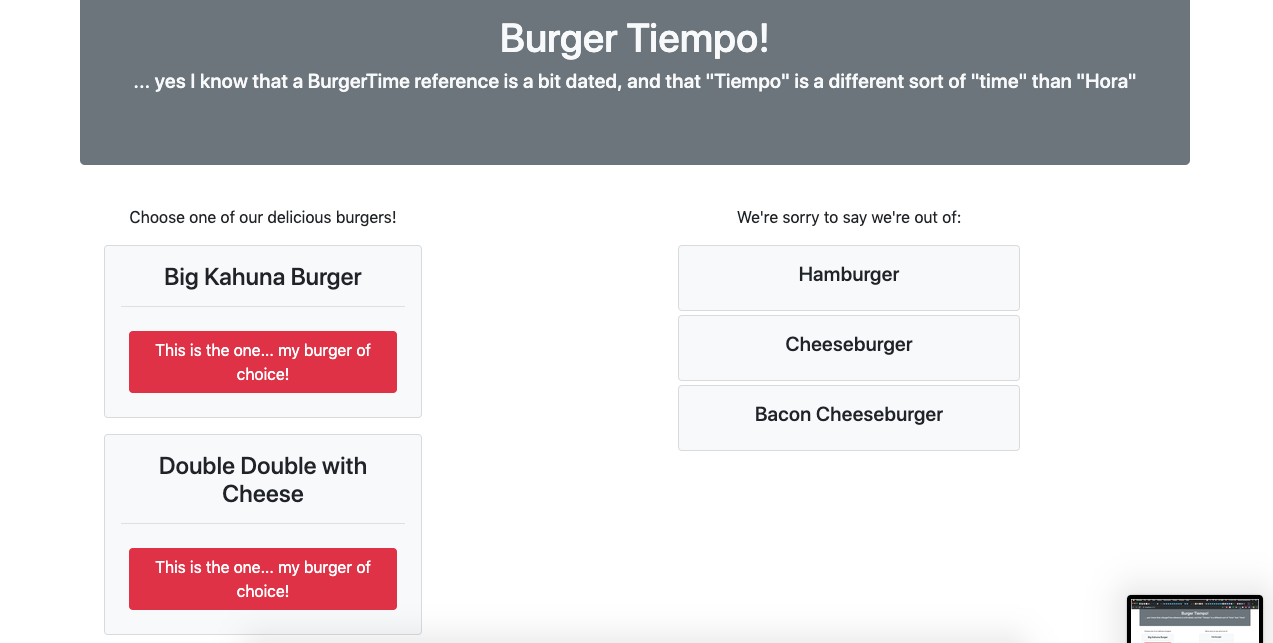 Burger Tiempo!
... yes I know that a BurgerTime reference is a bit dated, and that "Tiempo" is a different sort of "time" than "Hora"
Choose one of our delicious burgers!
Big Kahuna Burger
This is the one... my burger of
choice!
Double Double with
Cheese
This is the one... my burger of
choice!
We're sorry to say we're out of:
Hamburger
Cheeseburger
Bacon Cheeseburger
Burger Tiempo!